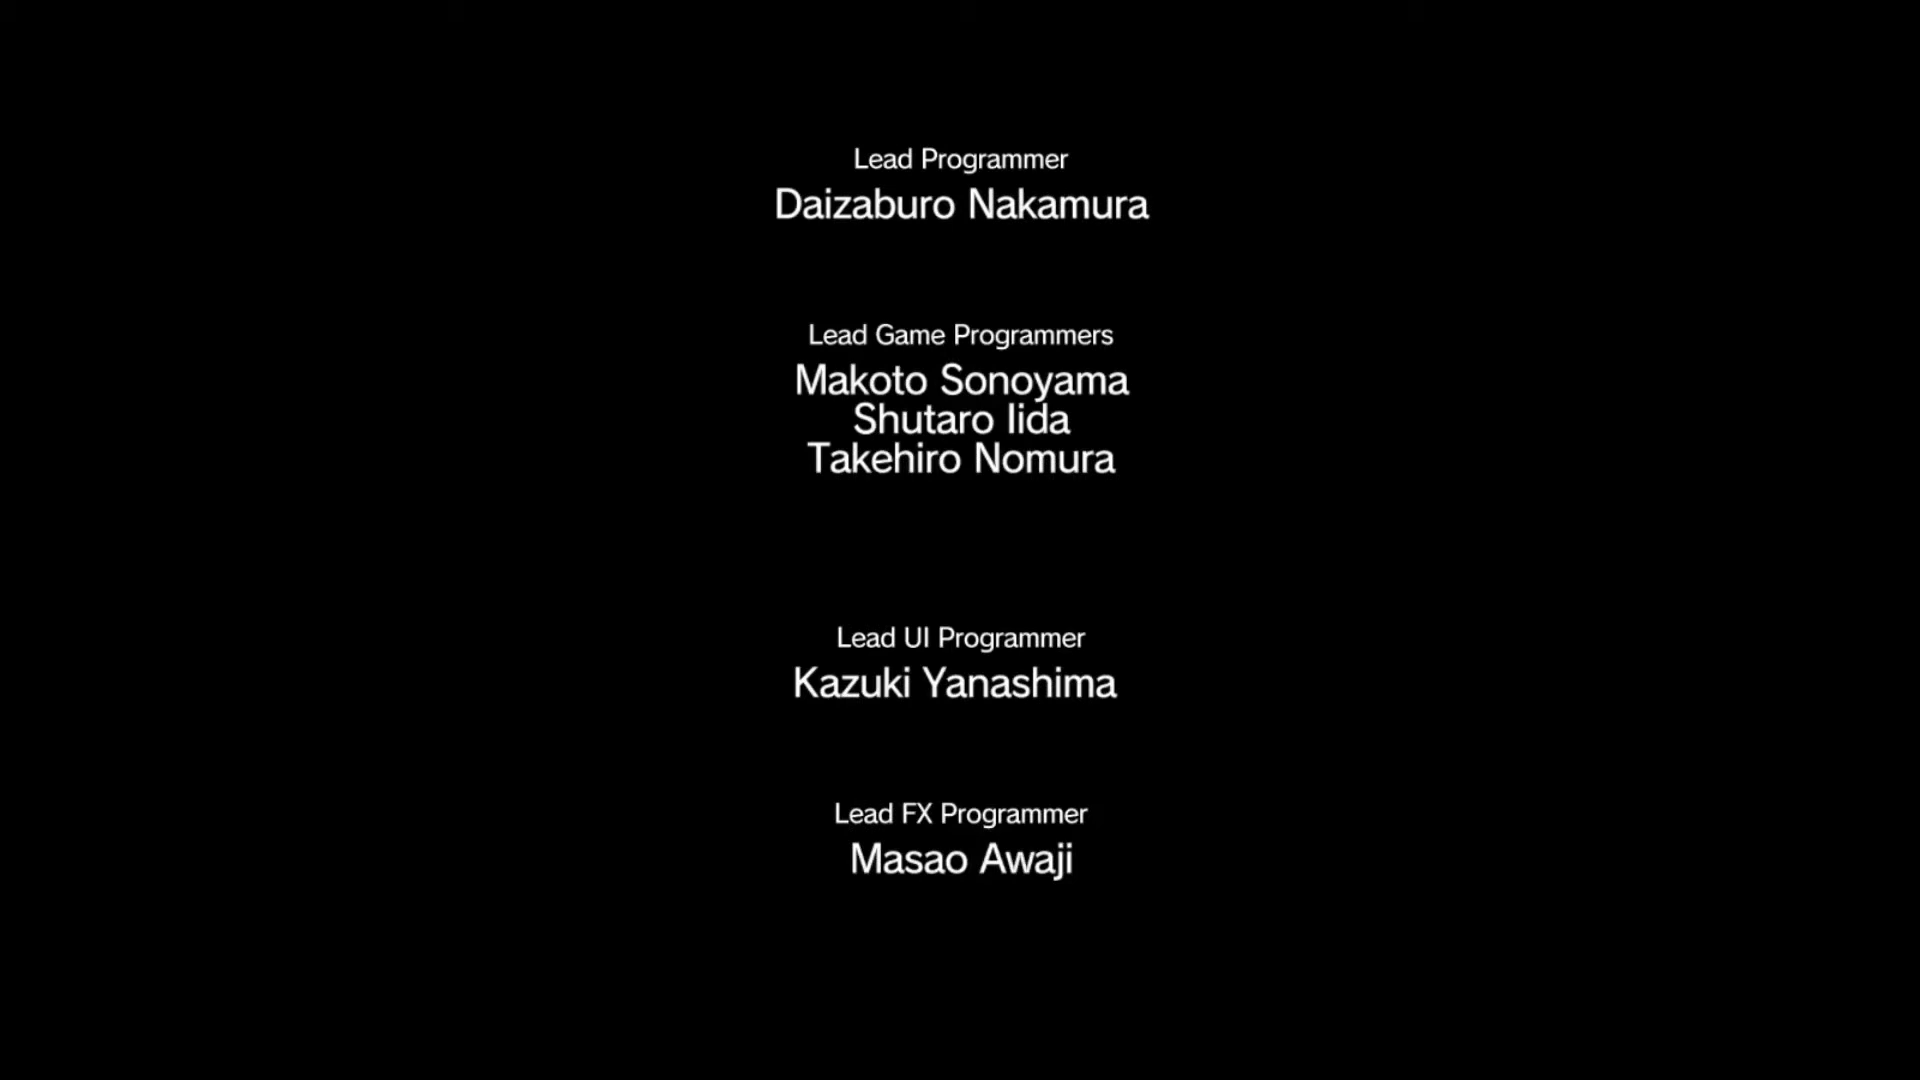 Lead Programmer
Daizaburo Nakamura
Lead Game Programmers
Makoto Sonoyama
Shutaro Iida
Takehiro Nomura
Lead UI Programmer
Kazuki Yanashima
Lead FX Programmer
Masao Awaji